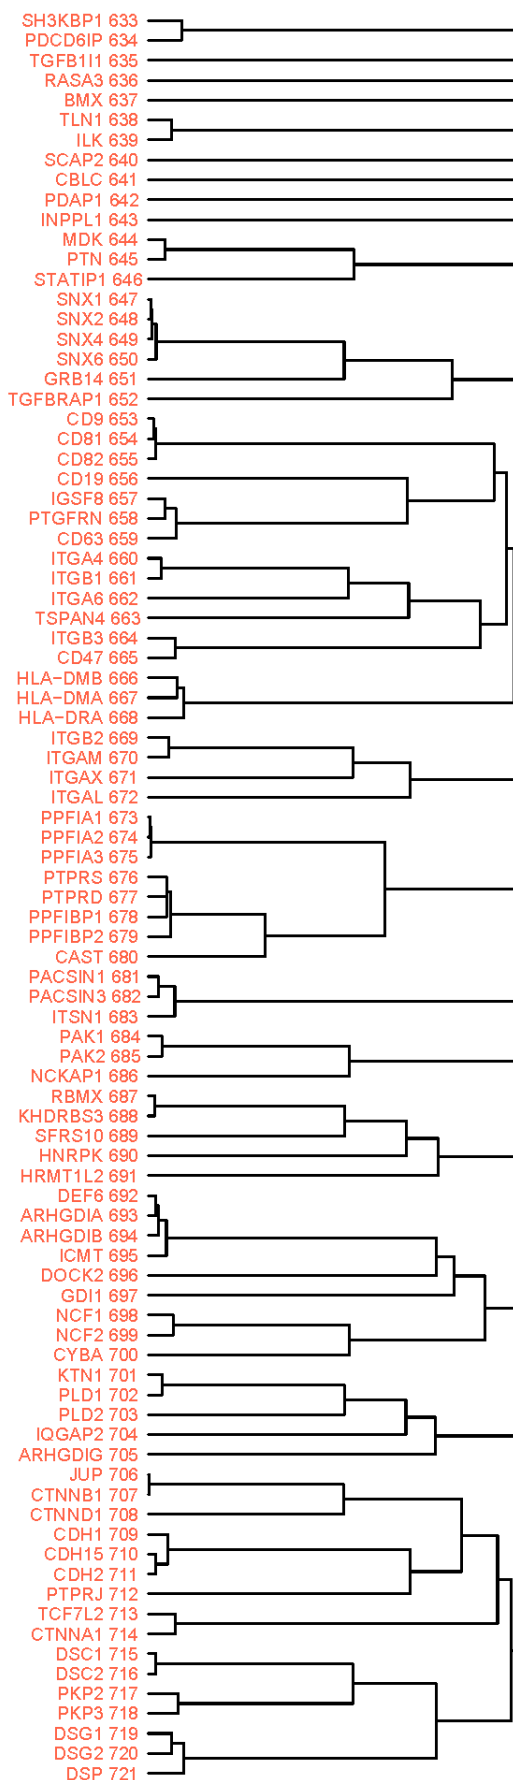 SH3KBP1 633
PDCD6IP 634
TGFB1I1 635
RASA3 636
BMX 637
TLN1 638
ILK 639
SCAP2 640
CBLC 641
PDAP1 642
INPPL1 643
MDK 644
PTN 645
STATIP1 646
SNX1 647
SNX2 648
SNX4 649
SNX6 650
GRB14 651
TGFBRAP1 652
CD9 653
CD81 654
CD82 655
CD19 656
IGSF8 657
PTGFRN 658
CD63 659
ITGA4 660
ITGB1 661
ITGA6 662
TSPAN4 663
ITGB3 664
CD47 665
HLA−DMB 666
HLA−DMA 667
HLA−DRA 668
ITGB2 669
ITGAM 670
ITGAX 671
ITGAL 672
PPFIA1 673
PPFIA2 674
PPFIA3 675
PTPRS 676
PTPRD 677
PPFIBP1 678
PPFIBP2 679
CAST 680
PACSIN1 681
PACSIN3 682
ITSN1 683
PAK1 684
PAK2 685
NCKAP1 686
RBMX 687
KHDRBS3 688
SFRS10 689
HNRPK 690
HRMT1L2 691
DEF6 692
ARHGDIA 693
ARHGDIB 694
ICMT 695
DOCK2 696
GDI1 697
NCF1 698
NCF2 699
CYBA 700
KTN1 701
PLD1 702
PLD2 703
IQGAP2 704
ARHGDIG 705
JUP 706
CTNNB1 707
CTNND1 708
CDH1 709
CDH15 710
CDH2 711
PTPRJ 712
TCF7L2 713
CTNNA1 714
DSC1 715
DSC2 716
PKP2 717
PKP3 718
DSG1 719
DSG2 720
DSP 721